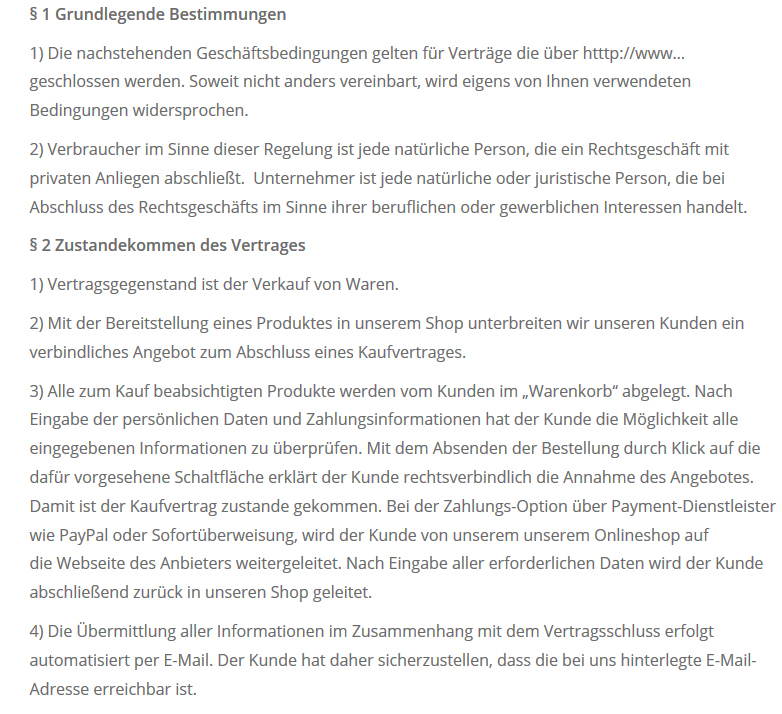 § 1 Grundlegende Bestimmungen
1) Die nachstehenden Geschäftsbedingungen gelten für Verträge die über htttp://www...
geschlossen werden. Soweit nicht anders vereinbart, wird eigens von Ihnen verwendeten
Bedingungen widersprochen.
2) Verbraucher im Sinne dieser Regelung ist jede natürliche Person, die ein Rechtsgeschäft mit
privaten Anliegen abschließt.  Unternehmer ist jede natürliche oder juristische Person, die bei
Abschluss des Rechtsgeschäfts im Sinne ihrer beruflichen oder gewerblichen Interessen handelt.
§ 2 Zustandekommen des Vertrages
1) Vertragsgegenstand ist der Verkauf von Waren.
2) Mit der Bereitstellung eines Produktes in unserem Shop unterbreiten wir unseren Kunden ein
verbindliches Angebot zum Abschluss eines Kaufvertrages.
3) Alle zum Kauf beabsichtigten Produkte werden vom Kunden im „Warenkorb“ abgelegt. Nach
Eingabe der persönlichen Daten und Zahlungsinformationen hat der Kunde die Möglichkeit alle
eingegebenen Informationen zu überprüfen. Mit dem Absenden der Bestellung durch Klick auf die
dafür vorgesehene Schaltfläche erklärt der Kunde rechtsverbindlich die Annahme des Angebotes.
Damit ist der Kaufvertrag zustande gekommen. Bei der Zahlungs-Option über Payment-Dienstleister
wie PayPal oder Sofortüberweisung, wird der Kunde von unserem unserem Onlineshop auf
die Webseite des Anbieters weitergeleitet. Nach Eingabe aller erforderlichen Daten wird der Kunde
abschließend zurück in unseren Shop geleitet.
4) Die Übermittlung aller Informationen im Zusammenhang mit dem Vertragsschluss erfolgt
automatisiert per E-Mail. Der Kunde hat daher sicherzustellen, dass die bei uns hinterlegte E-Mail-
Adresse erreichbar ist.